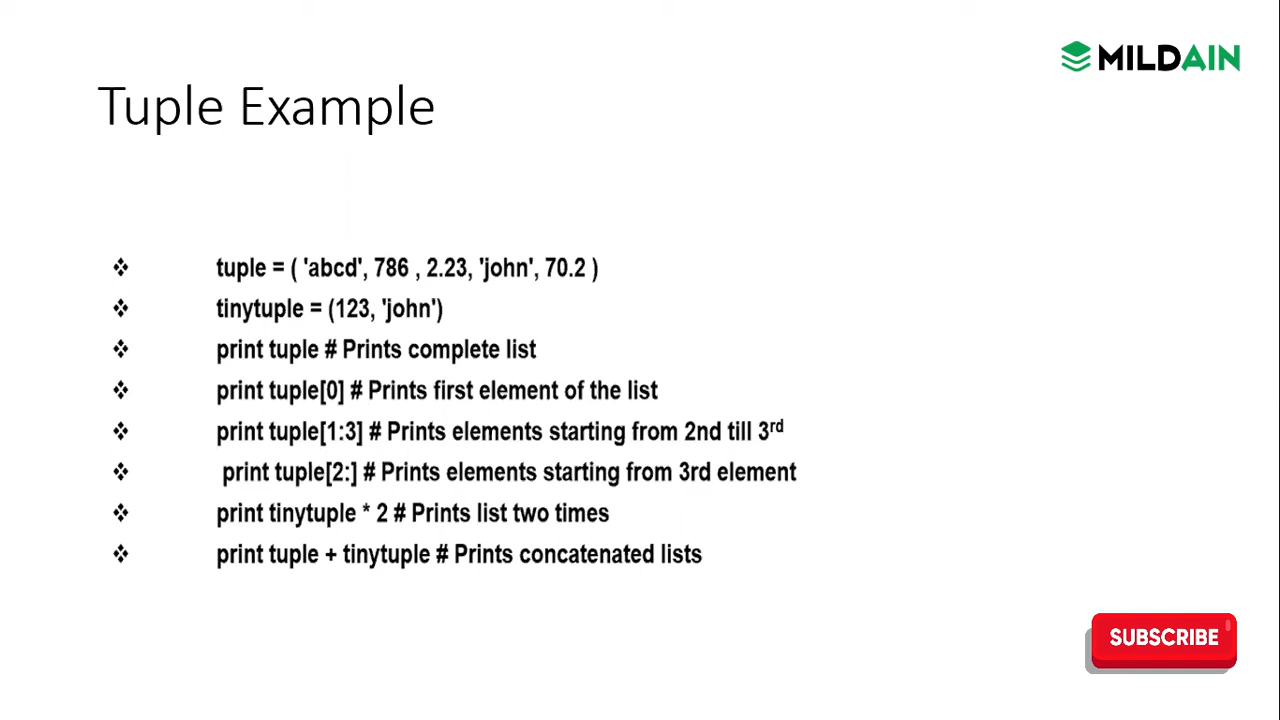 MILDAIN
Tuple Example
tuple = ( 'abcd', 786 , 2.23, 'john', 70.2 )
tinytuple = (123, 'john')
print tuple # Prints complete list
print tuple[0] # Prints first element of the list
print tuple[1:3] # Prints elements starting from 2nd till 3rd
print tuple[2:] # Prints elements starting from 3rd element
print tinytuple * 2 # Prints list two times
print tuple + tinytuple # Prints concatenated lists
SUBSCRIBE